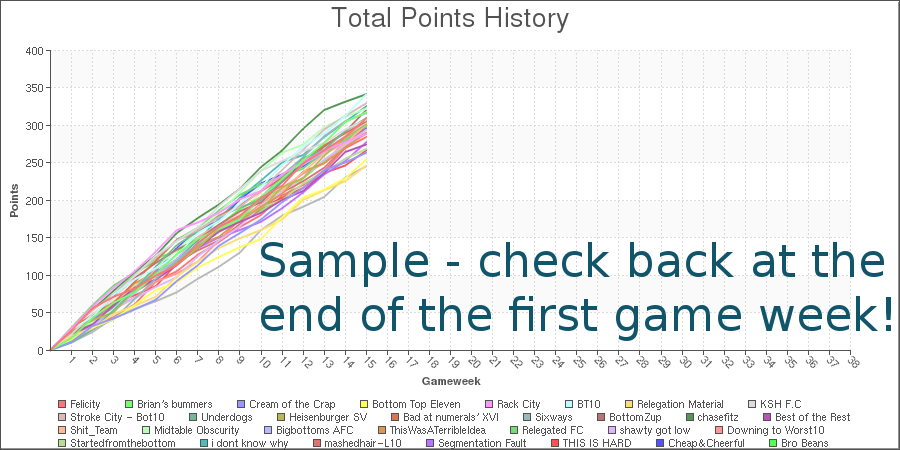 Total Points History
400
350
300
250
200
150
100
50
0
Points
1 2 3 4 5 6 7 8 9 10 11 12 13 14 15 16 17 18 19 20 21 22 23 24 25 26 27 28 29 30 31 32 33 34 35 36 37 38
Gameweek
Sample - check back at the
end of the first game week!
Felicity Brian's bummers Cream of the Crap Bottom Top Eleven Rack City BT10 Relegation Material KSH F.C
Stroke City - Bot10 Underdogs Heisenburger SV Bad at numerals' XVI Sixways BottomZup chasefitz Best of the Rest
Shit_Team Midtable Obscurity Bigbottoms AFC ThisWasATerribleIdea Relegated FC shawty got low Downing to Worst10
Startedfromthebottom i dont know why mashedhair-L10 Segmentation Fault THIS IS HARD Cheap&Cheerful Bro Beans